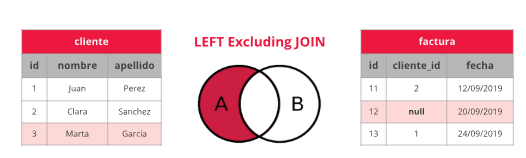 cliente
id nombre apellido
1 Juan Perez
2 Clara Sanchez
3 Marta Garcia
LEFT Excluding JOIN
A B
factura
id cliente_id fecha
11 2 12/09/2019
12 null 20/09/2019
13 1 24/09/2019